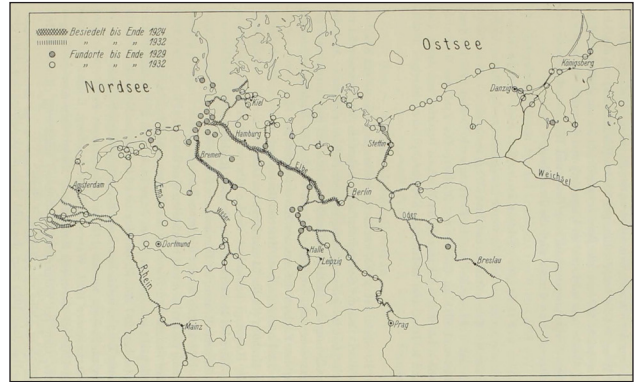 Besiedelt bis Ende 1924
" " " 1932
Fundorte bis Ende 1929
" " " 1932
Nordsee
Ostsee
Königsberg
Danzig
Kiel
Hamburg
Stettin
Bremen
Elbe
Weichsel
Amsterdam
Ems
Berlin
Weser
Oder
Dortmund
Halle
Leipzig
Breslau
Rhein
Mainz
Prag